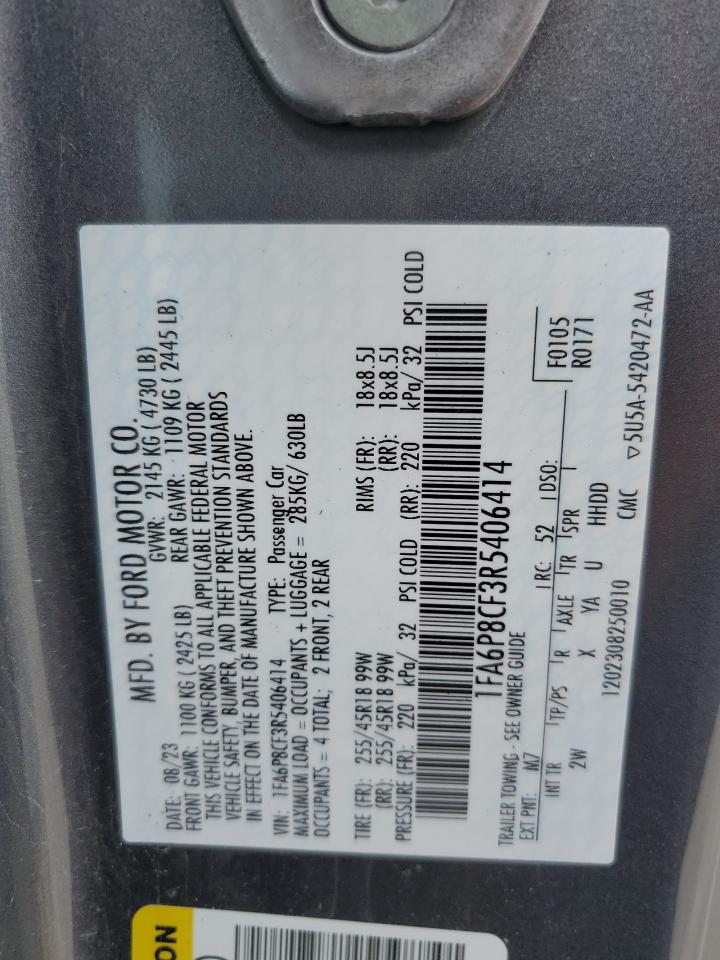 MFD. BY FORD MOTOR CO.
DATE: 08/23 GVWR: 2145 KG ( 4730 LB)
FRONT GAWR: 1100 KG ( 2425 LB) REAR GAWR: 1109 KG ( 2445 LB)
THIS VEHICLE CONFORMS TO ALL APPLICABLE FEDERAL MOTOR
VEHICLE SAFETY, BUMPER, AND THEFT PREVENTION STANDARDS
IN EFFECT ON THE DATE OF MANUFACTURE SHOWN ABOVE.
VIN: 1FA6P8CF3R5406414 TYPE: Passenger Car
MAXIMUM LOAD = OCCUPANTS + LUGGAGE = 285KG/ 630LB
OCCUPANTS = 4 TOTAL; 2 FRONT, 2 REAR
TIRE (FR): 255/45R18 99W RIMS (FR): 18x8.5J
(RR): 255/45R18 99W (RR): 18x8.5J
PRESSURE (FR): 220 kPa/ 32 PSI COLD (RR): 220 kPa/ 32 PSI COLD
1FA6P8CF3R5406414
TRAILER TOWING - SEE OWNER GUIDE
EXT PNT: M7 RC: 52 DSO: F0105
R0171
INT TR TP/PS R AXLE TR SPR
2W X YA U HHDD
1202308250010 CMC ▽5U5A-5420472-AA
ON